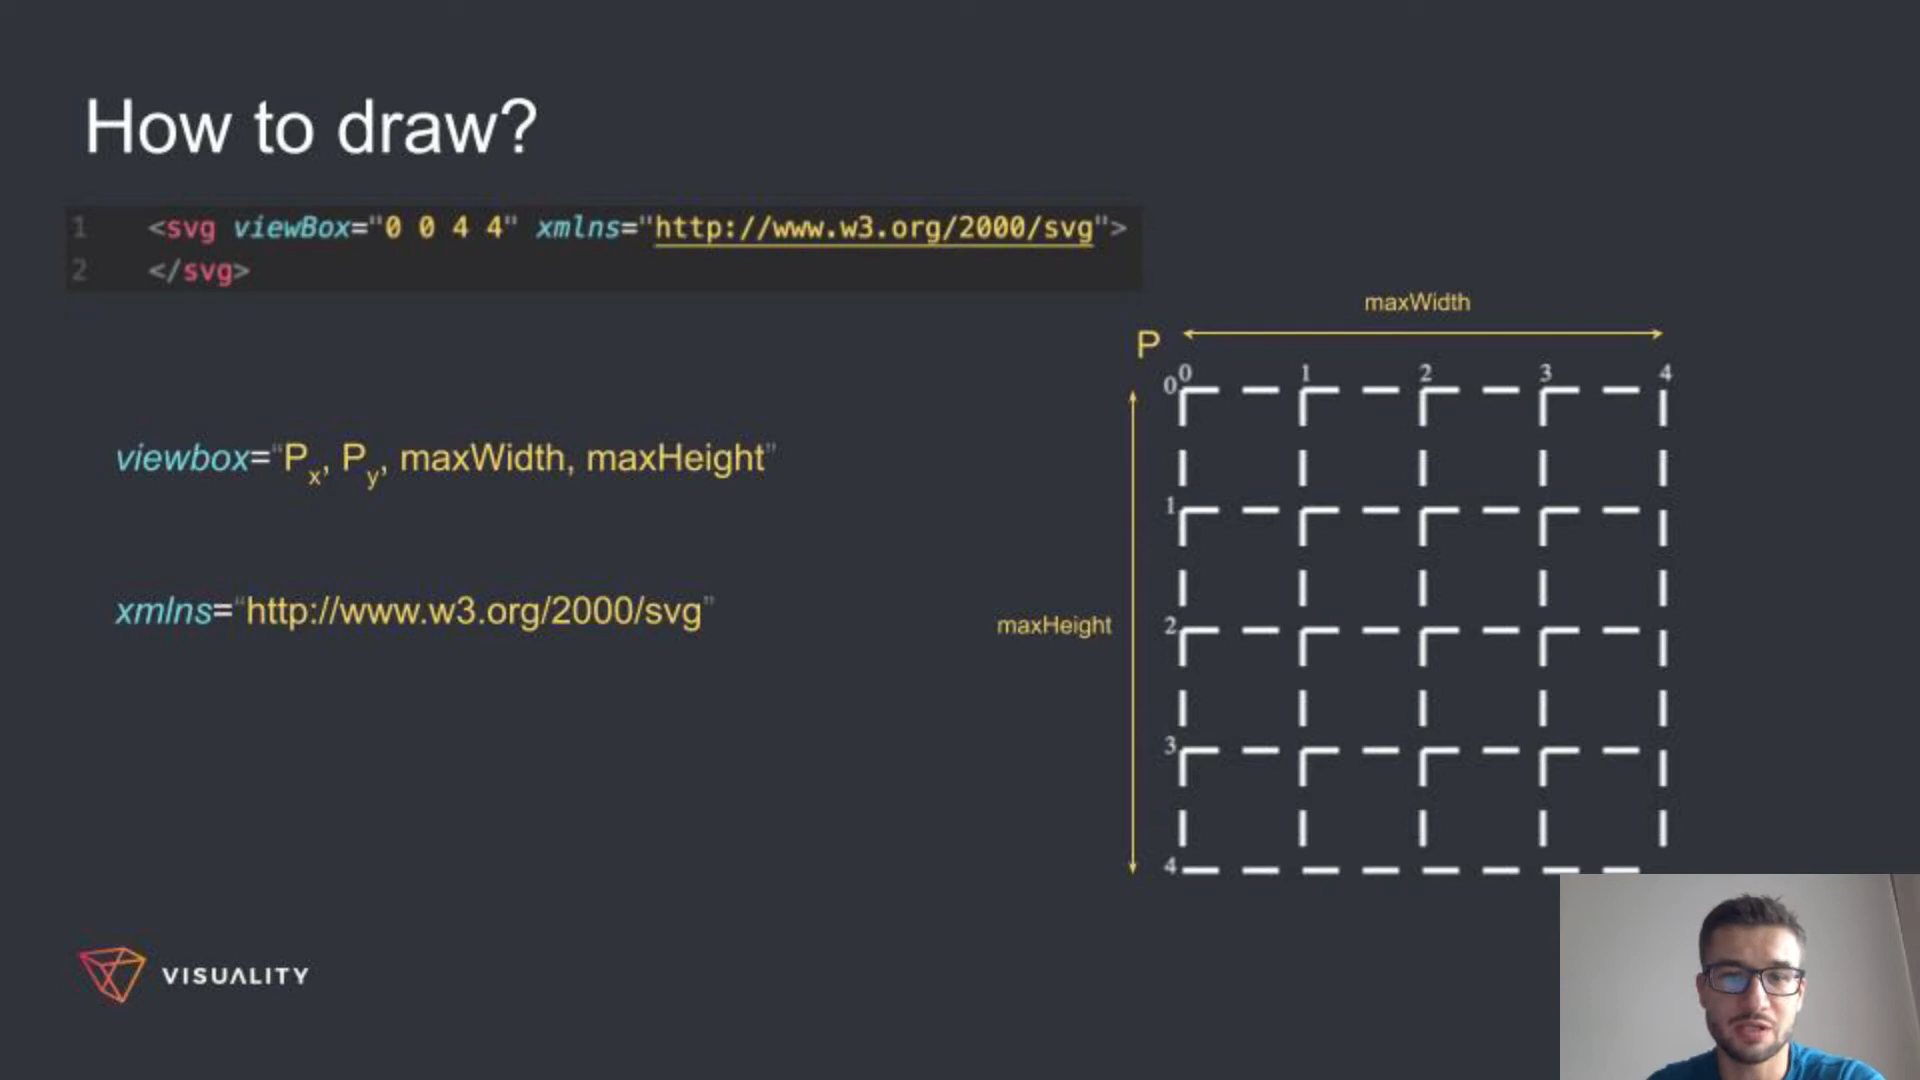 How to draw?
1 <svg viewBox="0 0 4 4" xmlns="http://www.w3.org/2000/svg">
2 </svg>
maxWidth
P
0 1 2 3 4
0
viewbox="Px, Py, maxWidth, maxHeight"
1
xmlns="http://www.w3.org/2000/svg"
maxHeight
2
3
4
VISUALITY